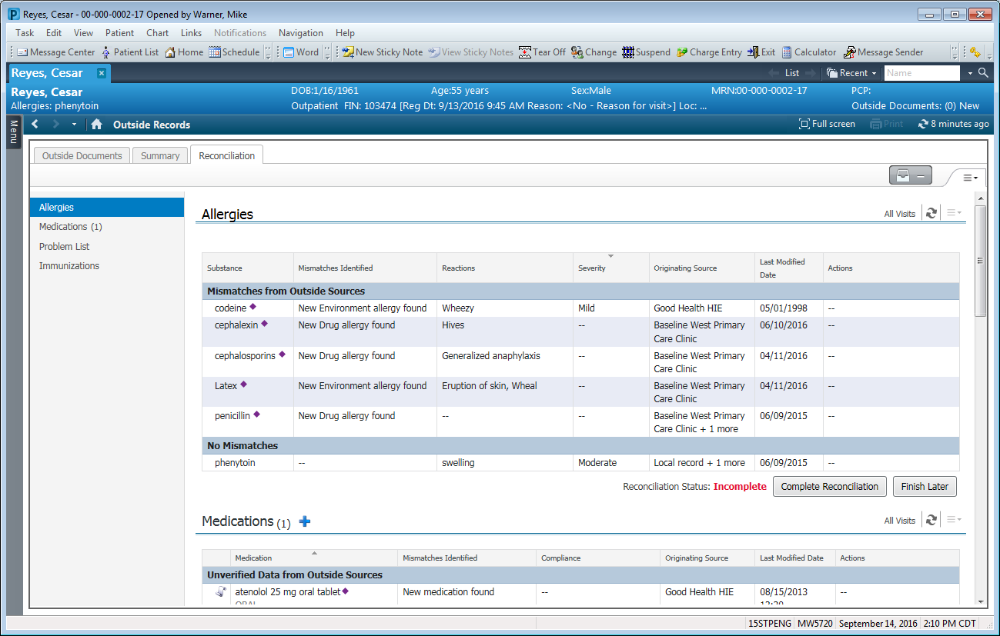 Reyes, Cesar - 00-000-0002-17 Opened by Warner, Mike
Task Edit View Patient Chart Links Notifications Navigation Help
Message Center Patient List Home Schedule Word New Sticky Note View Sticky Notes Tear Off Change Suspend Charge Entry Exit Calculator Message Sender
Reyes, Cesar List Recent Name
Reyes, Cesar DOB:1/16/1961 Age:55 years Sex:Male MRN:00-000-0002-17 PCP:
Allergies: phenytoin Outpatient FIN: 103474 [Reg Dt: 9/13/2016 9:45 AM Reason: <No - Reason for visit>] Loc: ... Outside Documents: (0) New
Menu
Outside Records Full screen Print 8 minutes ago
Outside Documents Summary Reconciliation
Allergies
Medications (1)
Problem List
Immunizations
Allergies All Visits
Substance Mismatches Identified Reactions Severity Originating Source Last Modified Date Actions
Mismatches from Outside Sources
codeine New Environment allergy found Wheezy Mild Good Health HIE 05/01/1998 --
cephalexin New Drug allergy found Hives -- Baseline West Primary 06/10/2016 --
Care Clinic
cephalosporins New Drug allergy found Generalized anaphylaxis -- Baseline West Primary 04/11/2016 --
Care Clinic
Latex New Environment allergy found Eruption of skin, Wheal -- Baseline West Primary 04/11/2016 --
Care Clinic
penicillin New Drug allergy found -- -- Baseline West Primary 06/09/2015 --
Care Clinic + 1 more
No Mismatches
phenytoin -- swelling Moderate Local record + 1 more 06/09/2015 --
Reconciliation Status: Incomplete Complete Reconciliation Finish Later
Medications (1) All Visits
Medication Mismatches Identified Compliance Originating Source Last Modified Date Actions
Unverified Data from Outside Sources
atenolol 25 mg oral tablet New medication found -- Good Health HIE 08/15/2013 --
15STPENG MW5720 September 14, 2016 2:10 PM CDT